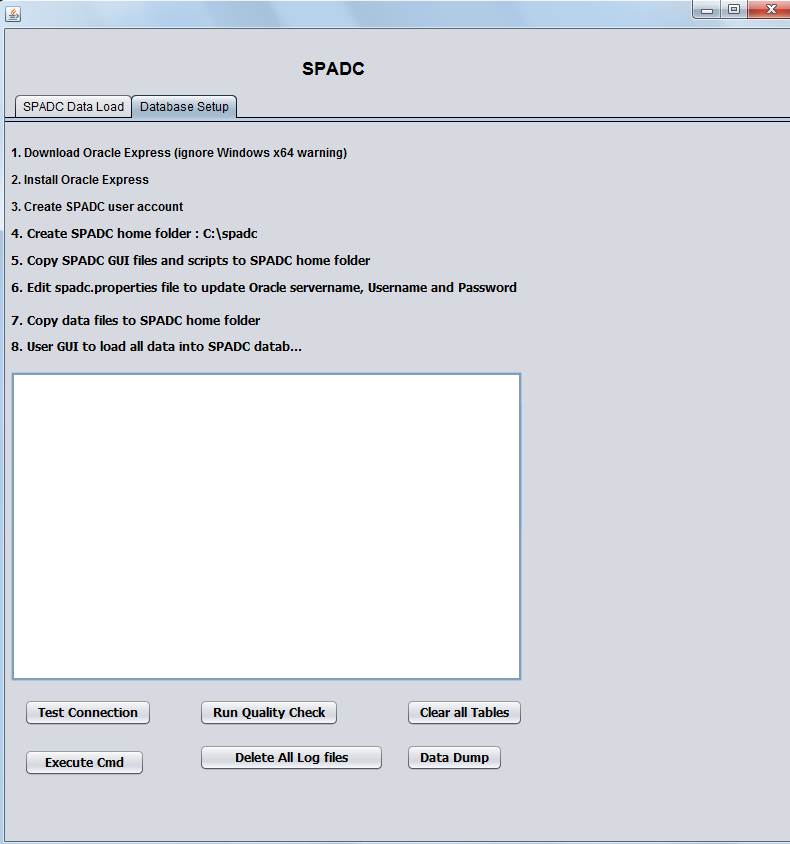 SPADC
SPADC Data Load
Database Setup
1. Download Oracle Express (ignore Windows x64 warning)
2. Install Oracle Express
3. Create SPADC user account
4. Create SPADC home folder : C:\spadc
5. Copy SPADC GUI files and scripts to SPADC home folder
6. Edit spadc.properties file to update Oracle servername, Username and Password
7. Copy data files to SPADC home folder
8. User GUI to load all data into SPADC datab...
Test Connection
Run Quality Check
Clear all Tables
Execute Cmd
Delete All Log files
Data Dump